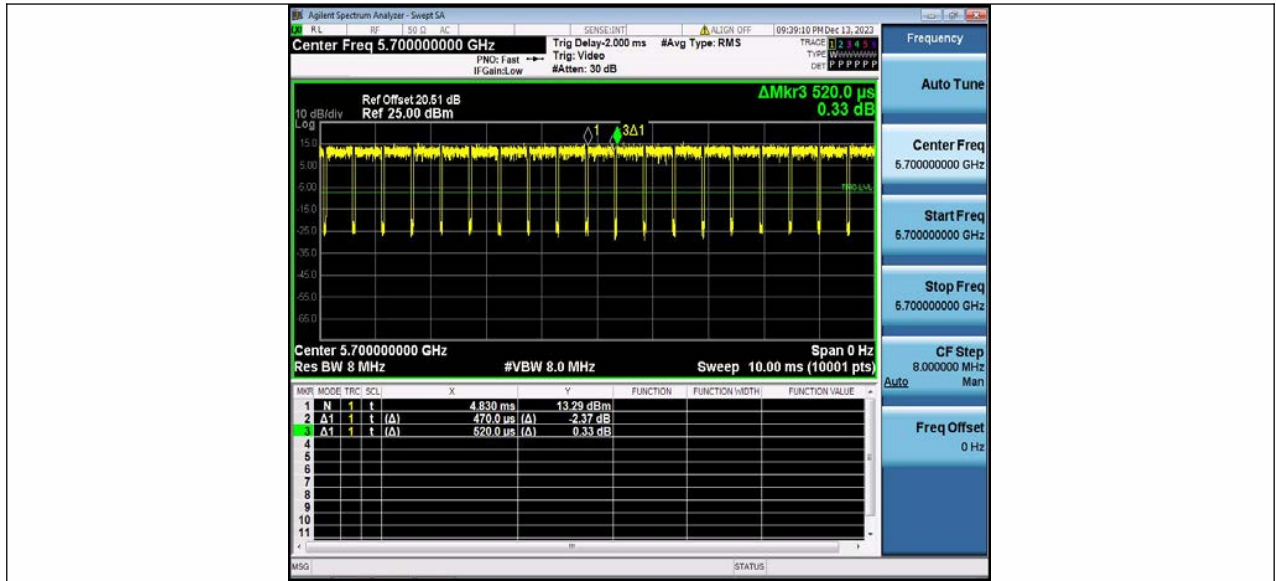 Agilent Spectrum Analyzer - Swept SA
RL RF 50 Ω AC SENSE:INT ALIGN OFF 09:39:10 PM Dec 13, 2023
Center Freq 5.700000000 GHz
PNO: Fast
IFGain:Low
Trig Delay-2.000 ms
Trig: Video
#Atten: 30 dB
#Avg Type: RMS
TRACE 1 2 3 4 5 6
TYPE W
DET P P P P P P
ΔMkr3 520.0 µs
0.33 dB
Ref Offset 20.51 dB
10 dB/div Ref 25.00 dBm
Log
1 3Δ1
15.0
5.00
-5.00
TRIG LVL
-15.0
-25.0
-35.0
-45.0
-55.0
-65.0
Center 5.700000000 GHz Span 0 Hz
Res BW 8 MHz #VBW 8.0 MHz Sweep 10.00 ms (10001 pts)
MKR MODE TRC SCL X Y FUNCTION FUNCTION WIDTH FUNCTION VALUE
1 N 1 t 4.830 ms 13.29 dBm
2 Δ1 1 t (Δ) 470.0 µs (Δ) -2.37 dB
3 Δ1 1 t (Δ) 520.0 µs (Δ) 0.33 dB
4
5
6
7
8
9
10
11
MSG STATUS
Frequency
Auto Tune
Center Freq
5.700000000 GHz
Start Freq
5.700000000 GHz
Stop Freq
5.700000000 GHz
CF Step
8.000000 MHz
Auto Man
Freq Offset
0 Hz